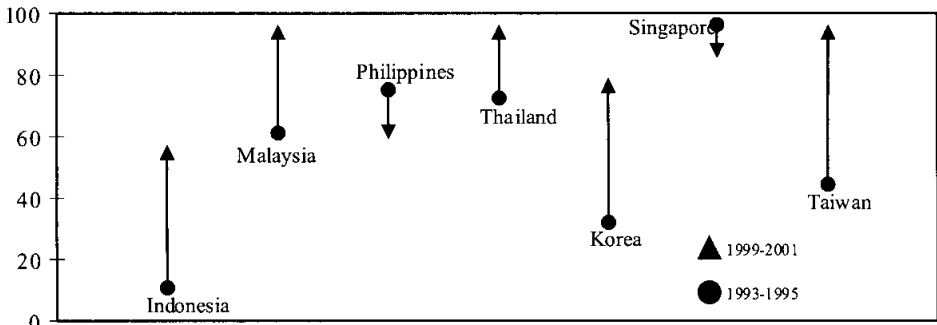 100
Singapore
Philippines
80
Thailand
60
Malaysia
40
Taiwan
Korea
1999-2001
20
1993-1995
Indonesia
0